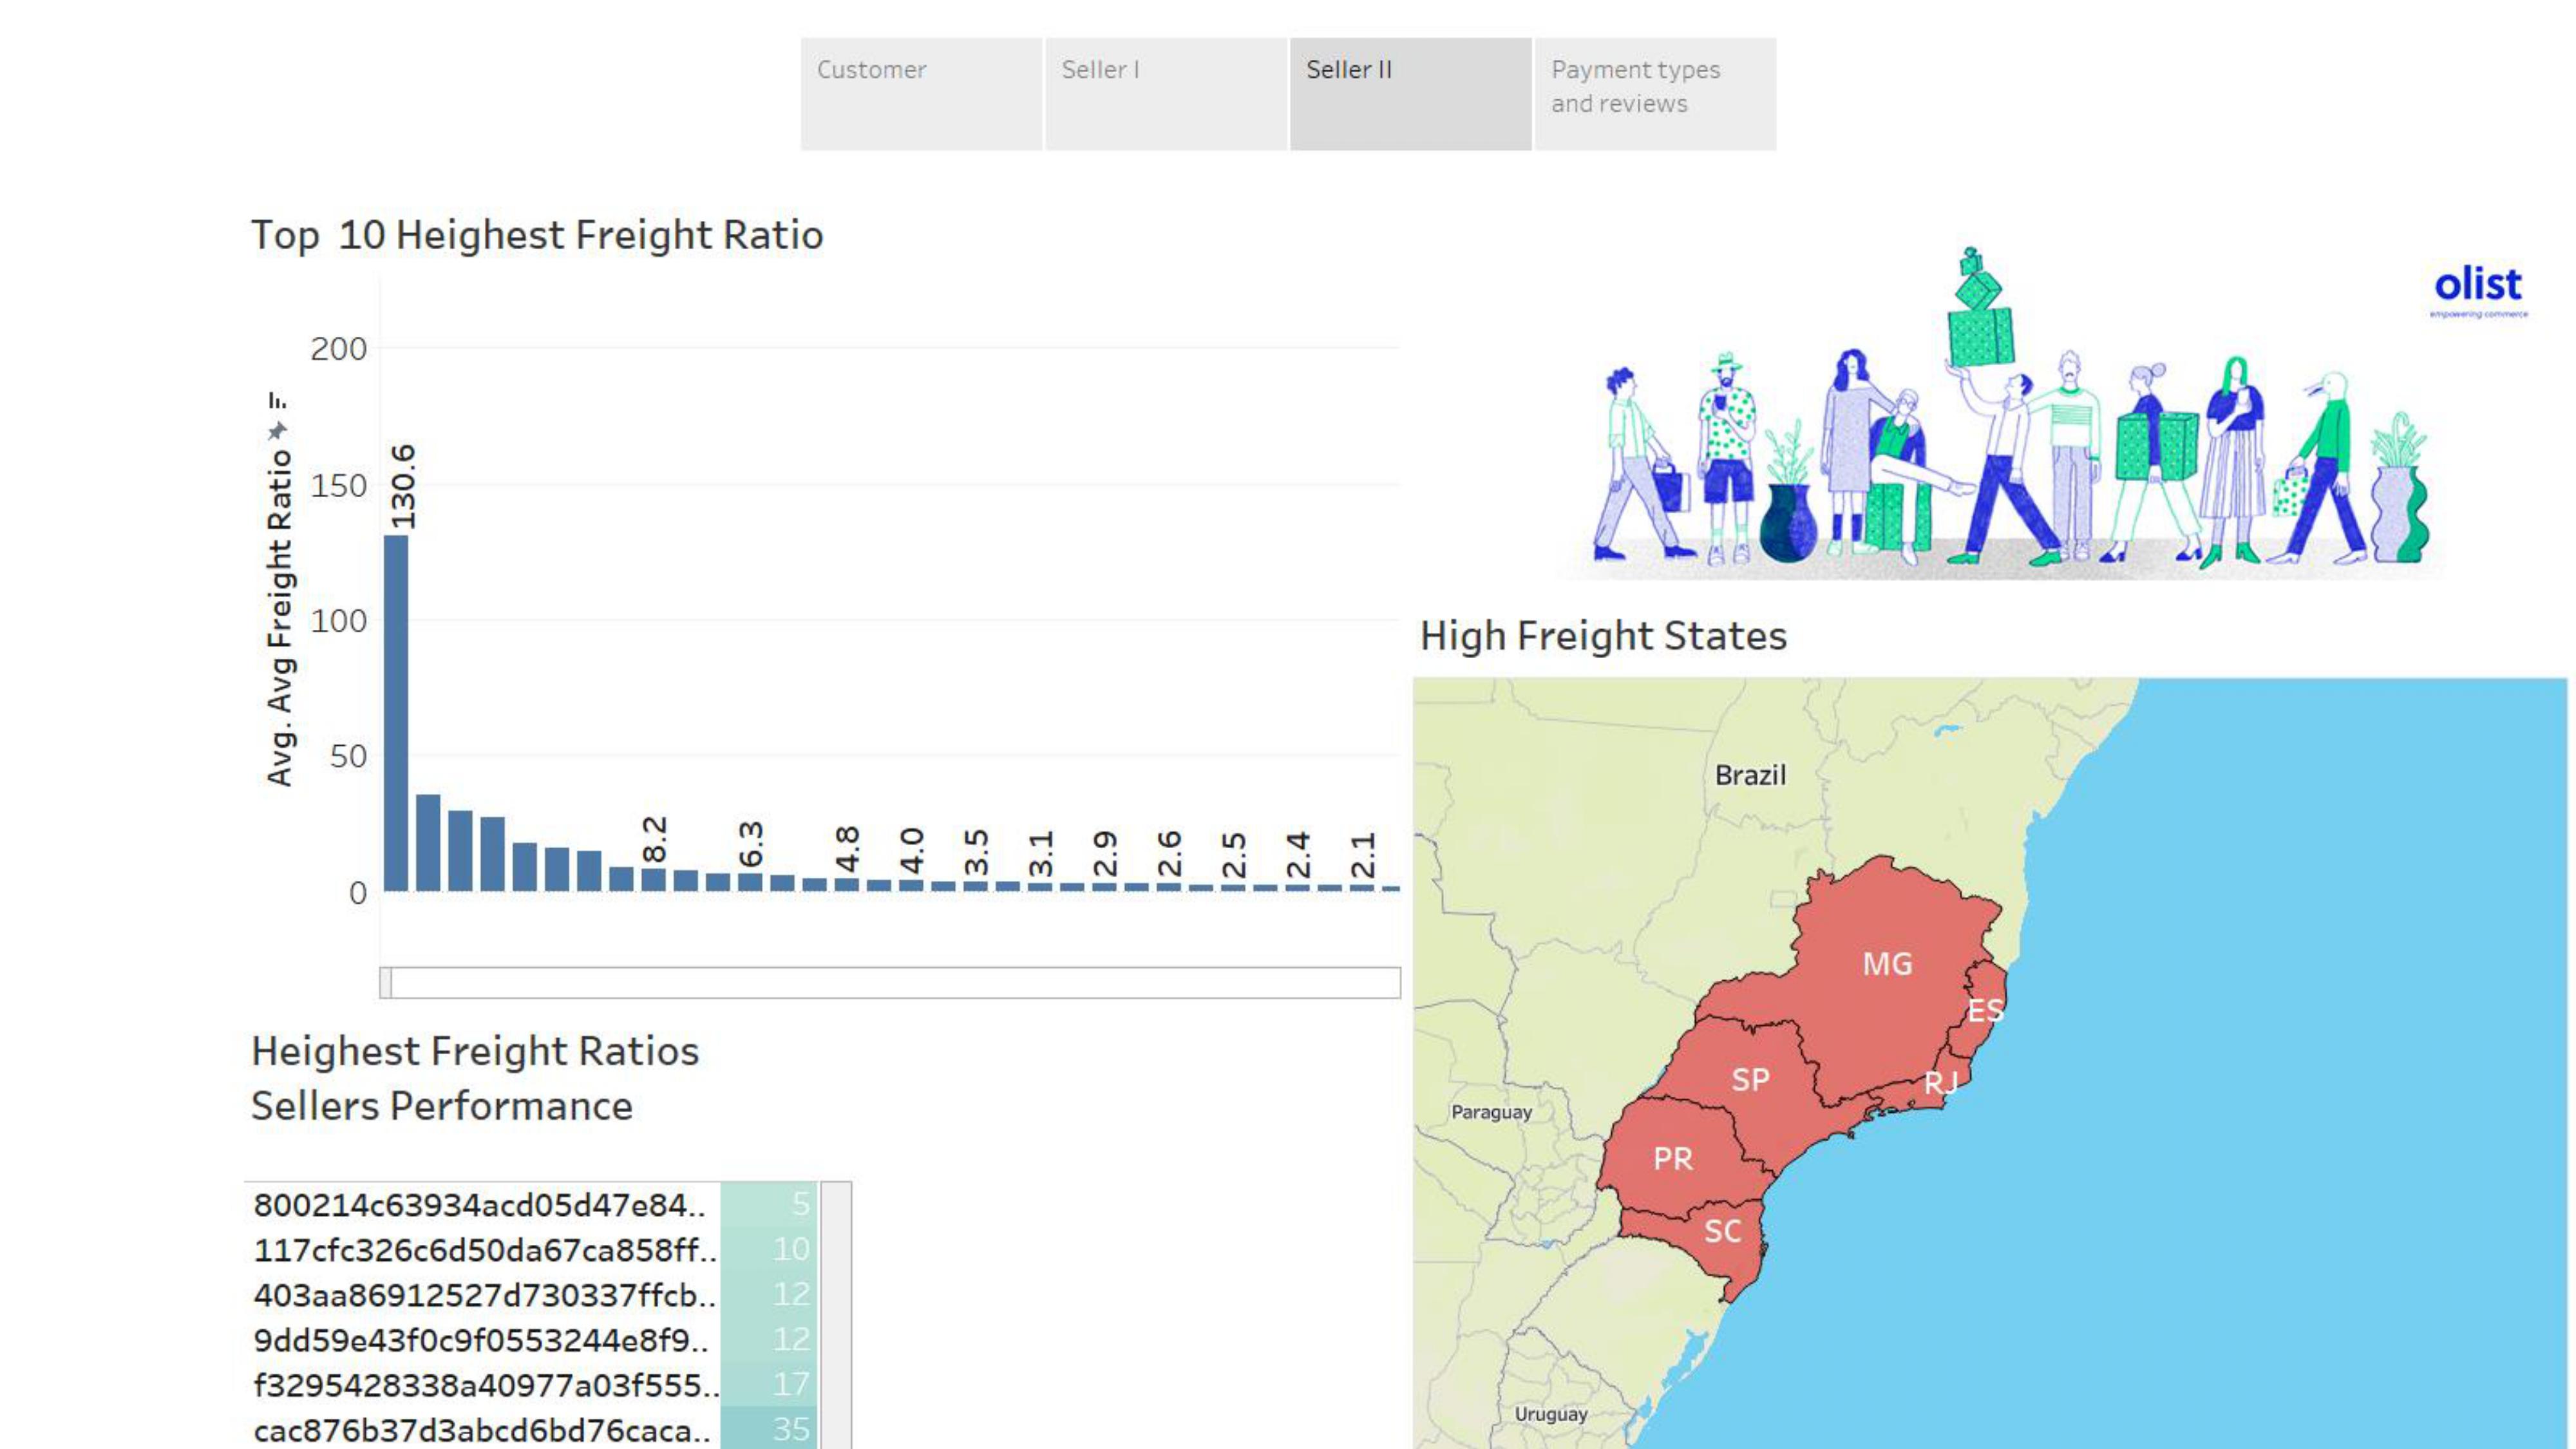 Customer
Seller I
Seller II
Payment types
and reviews
Top 10 Heighest Freight Ratio
Avg. Avg Freight Ratio
200
150
100
50
0
130.6
8.2
6.3
4.8
4.0
3.5
3.1
2.9
2.6
2.5
2.4
2.1
olist
empowering commerce
High Freight States
Brazil
MG
ES
SP
RJ
Paraguay
PR
SC
Uruguay
Heighest Freight Ratios
Sellers Performance
800214c63934acd05d47e84.. 5
117cfc326c6d50da67ca858ff.. 10
403aa86912527d730337ffcb.. 12
9dd59e43f0c9f0553244e8f9.. 12
f3295428338a40977a03f555.. 17
cac876b37d3abcd6bd76caca.. 35